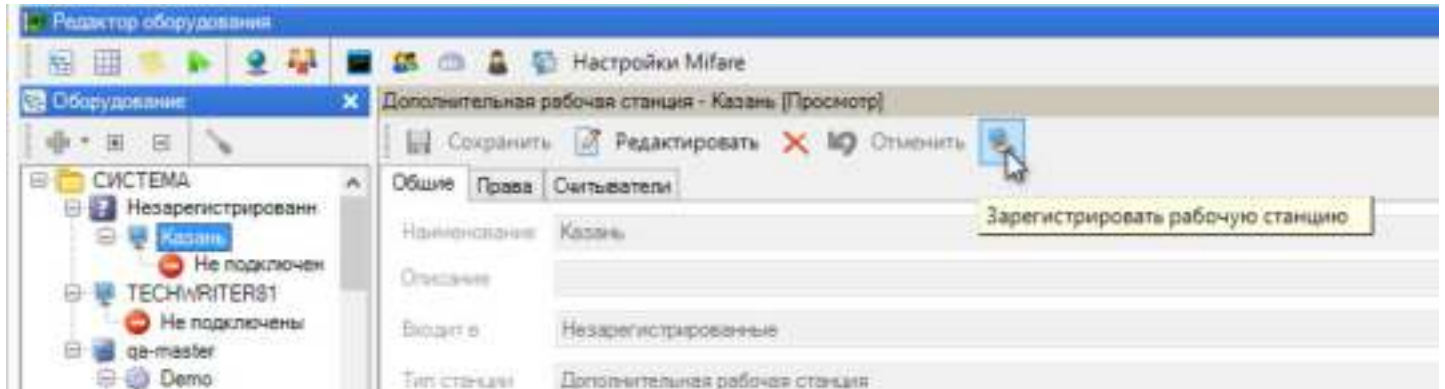 Редактор оборудования
Настройки Mifare
Оборудование
Дополнительная рабочая станция - Казань [Просмотр]
Сохранить Редактировать Отменить
СИСТЕМА
Незарегистрированн
Казань
Не подключен
TECHWRITER81
Не подключены
qa-master
Demo
Общие Права Считыватели
Зарегистрировать рабочую станцию
Наименование Казань
Описание
Входит в Незарегистрированные
Тип станции Дополнительная рабочая станция